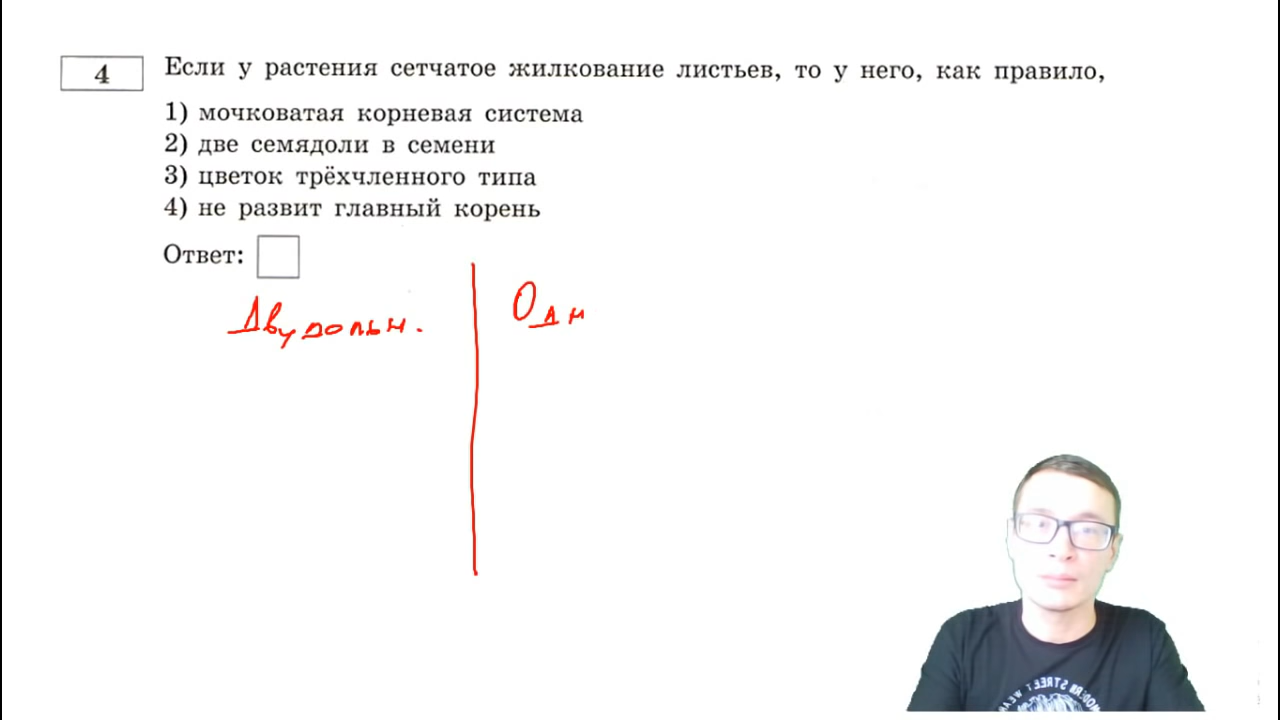 4
Если у растения сетчатое жилкование листьев, то у него, как правило,
1) мочковатая корневая система
2) две семядоли в семени
3) цветок трёхчленного типа
4) не развит главный корень
Ответ:
Двудольн.
Одн